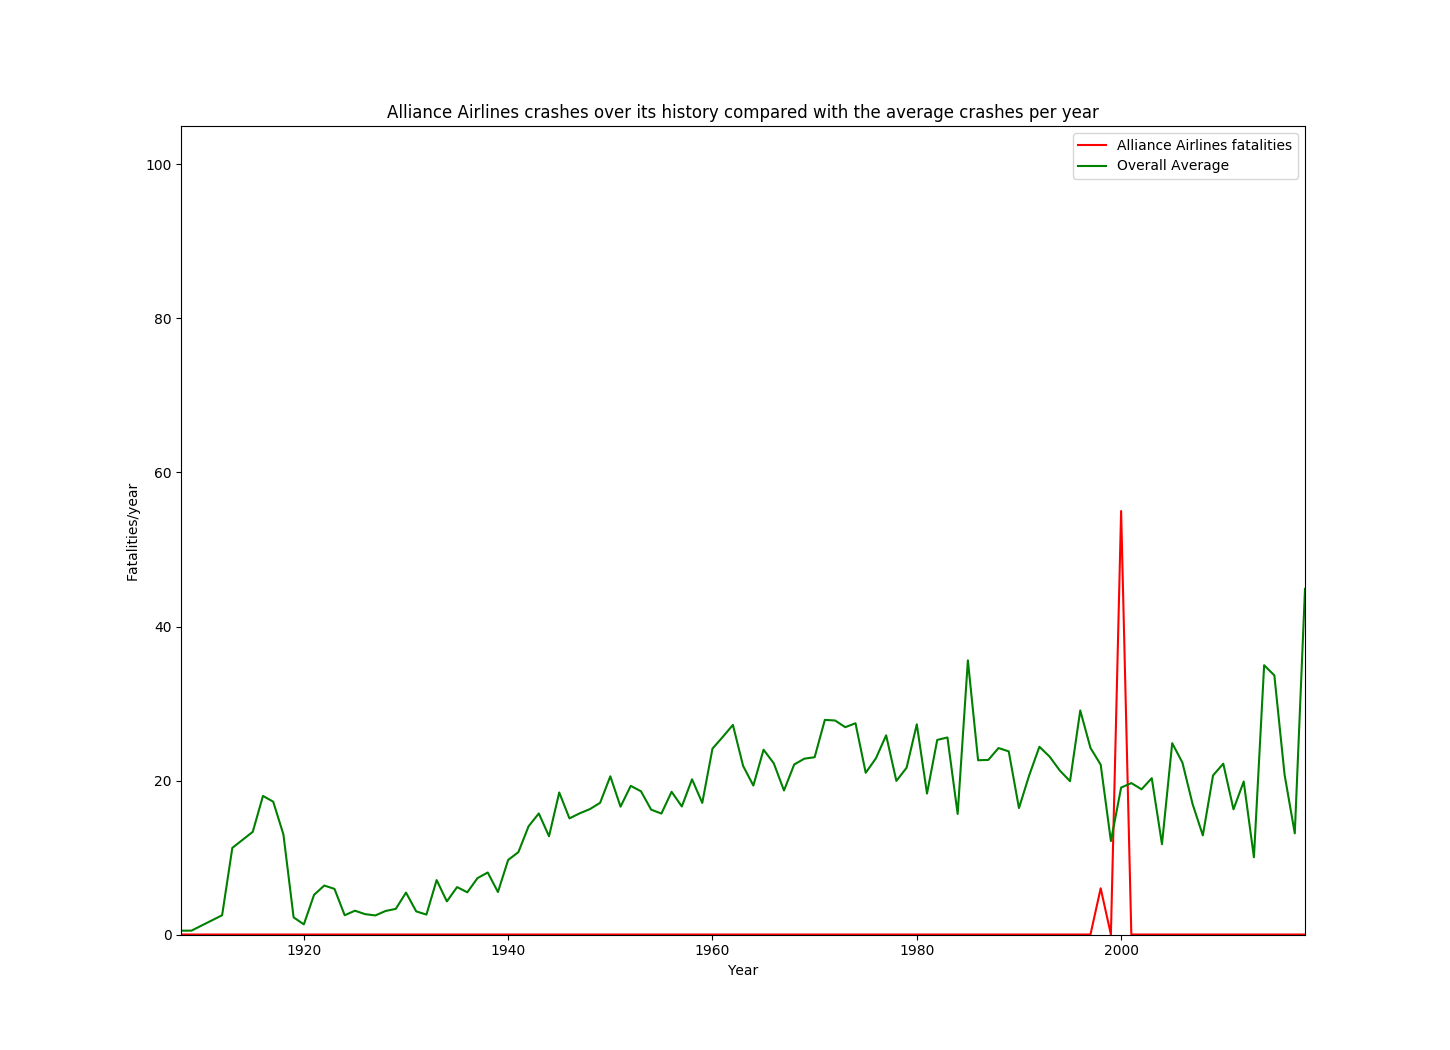 Alliance Airlines crashes over its history compared with the average crashes per year
Alliance Airlines fatalities
Overall Average
100
80
60
40
20
0
Fatalities/year
1920
1940
1960
1980
2000
Year